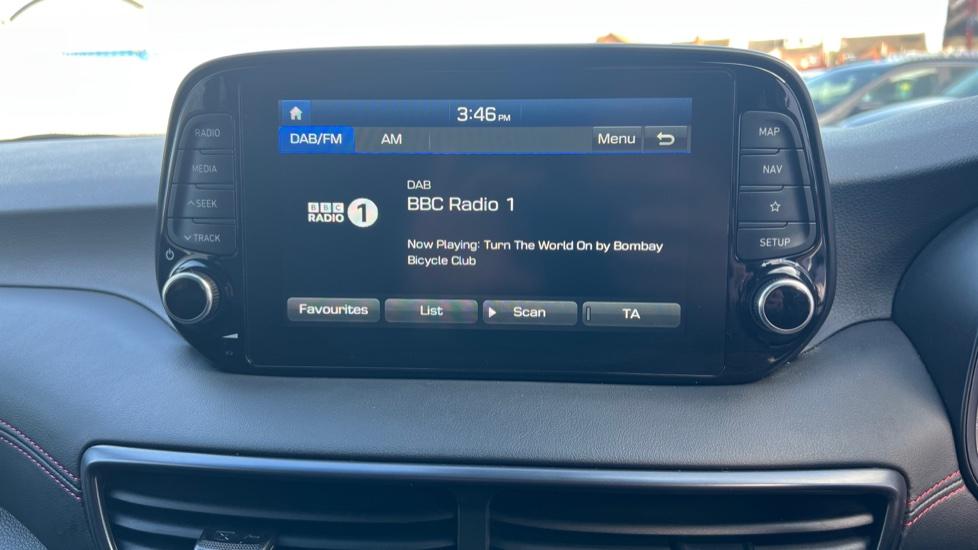 3:46 PM
DAB/FM AM Menu
RADIO
MEDIA
SEEK
TRACK
BBC
RADIO 1
DAB
BBC Radio 1
Now Playing: Turn The World On by Bombay
Bicycle Club
Favourites List Scan TA
MAP
NAV
SETUP